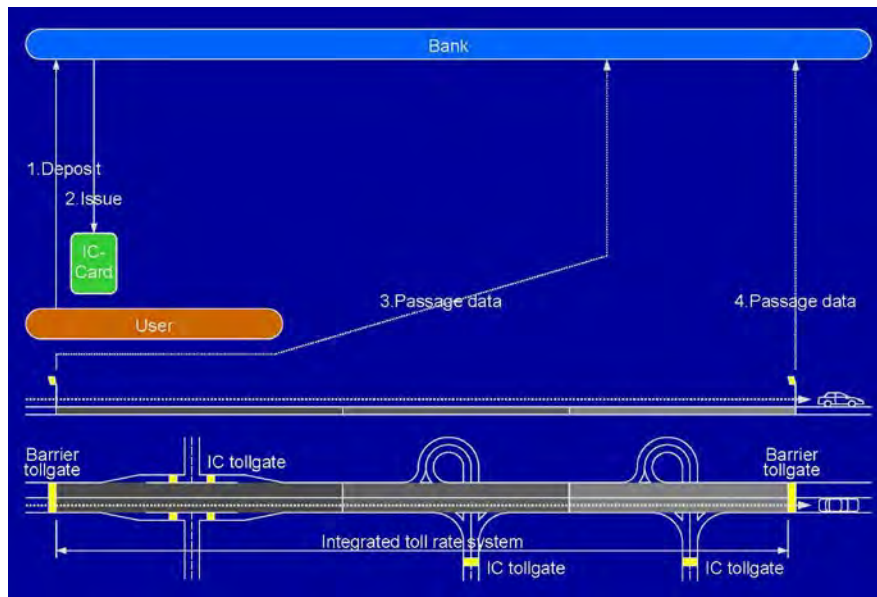 Bank
1.Deposit
2.Issue
IC-
Card
User
3.Passage data
4.Passage data
Barrier
tollgate
IC tollgate
Barrier
tollgate
Integrated toll rate system
IC tollgate
IC tollgate